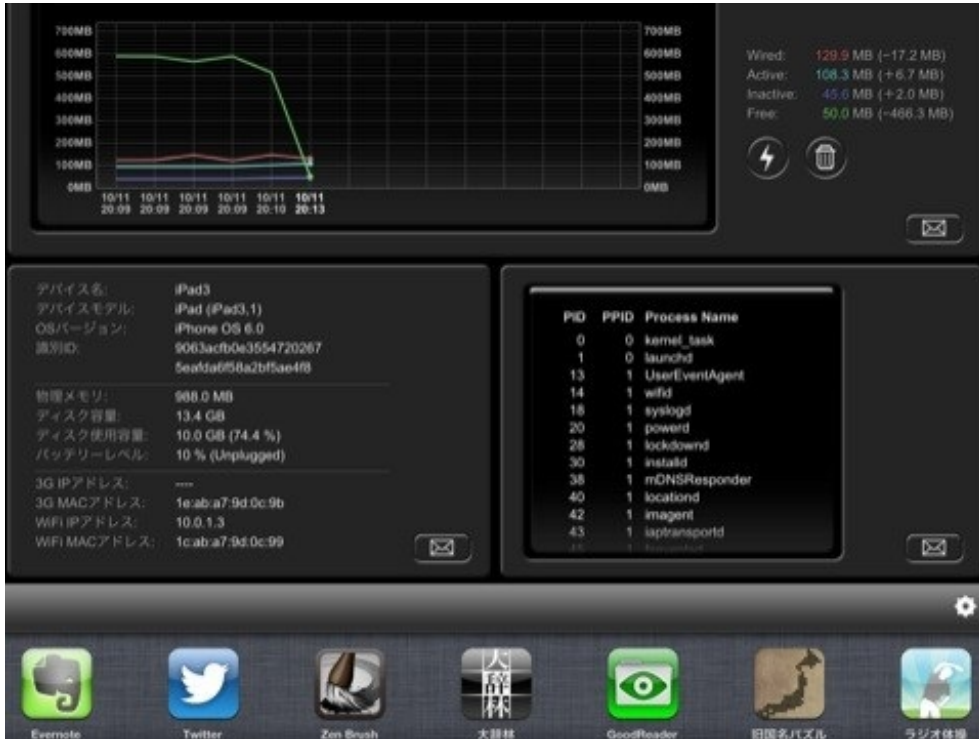 700MB
600MB
500MB
400MB
300MB
200MB
100MB
0MB
700MB
600MB
500MB
400MB
300MB
200MB
100MB
0MB
10/11 10/11 10/11 10/11 10/11 10/11
20:09 20:09 20:09 20:09 20:10 20:13
Wired: 129.9 MB (−17.2 MB)
Active: 108.3 MB (+6.7 MB)
Inactive: 45.6 MB (+2.0 MB)
Free: 50.0 MB (−466.3 MB)
デバイス名: iPad3
デバイスモデル: iPad (iPad3,1)
OSバージョン: iPhone OS 6.0
識別ID: 9063acfb0e3554720267
5eafda6f58a2bf5ae4f8
物理メモリ: 988.0 MB
ディスク容量: 13.4 GB
ディスク使用容量: 10.0 GB (74.4 %)
バッテリーレベル: 10 % (Unplugged)
3G IPアドレス: ----
3G MACアドレス: 1e:ab:a7:9d:0c:9b
WiFi IPアドレス: 10.0.1.3
WiFi MACアドレス: 1c:ab:a7:9d:0c:99
PID PPID Process Name
0 0 kernel_task
1 0 launchd
13 1 UserEventAgent
14 1 wifid
18 1 syslogd
20 1 powerd
28 1 lockdownd
30 1 installd
38 1 mDNSResponder
40 1 locationd
42 1 imagent
43 1 iaptransportd
大辞林
Evernote Twitter Zen Brush 大辞林 GoodReader 旧国名パズル ラジオ体操